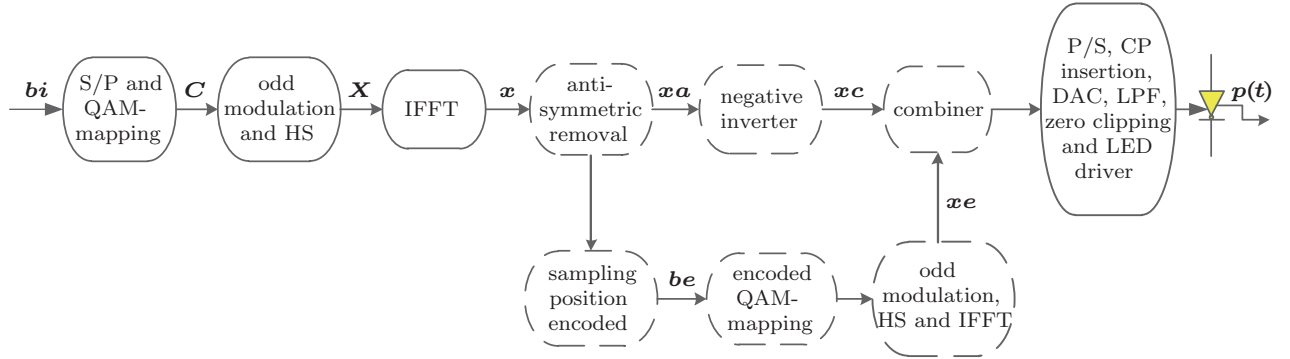 bi
S/P and
QAM-
mapping
C
odd
modulation
and HS
X
IFFT
x
anti-
symmetric
removal
xa
negative
inverter
xc
combiner
P/S, CP
insertion,
DAC, LPF,
zero clipping
and LED
driver
p(t)
xe
sampling
position
encoded
be
encoded
QAM-
mapping
odd
modulation,
HS and IFFT